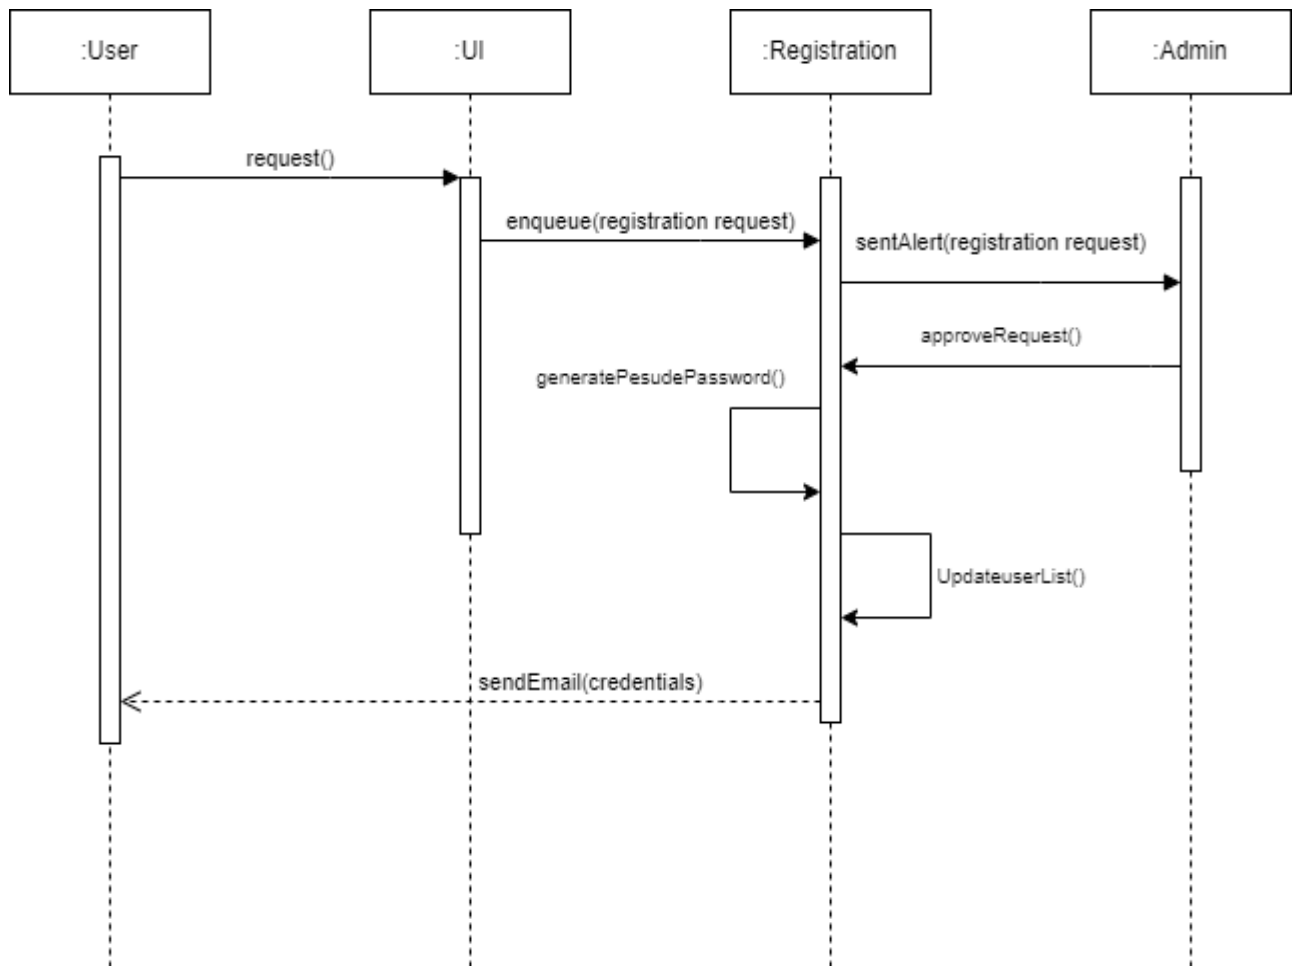 :User
:UI
:Registration
:Admin
request()
enqueue(registration request)
sentAlert(registration request)
approveRequest()
generatePesudePassword()
UpdateuserList()
sendEmail(credentials)